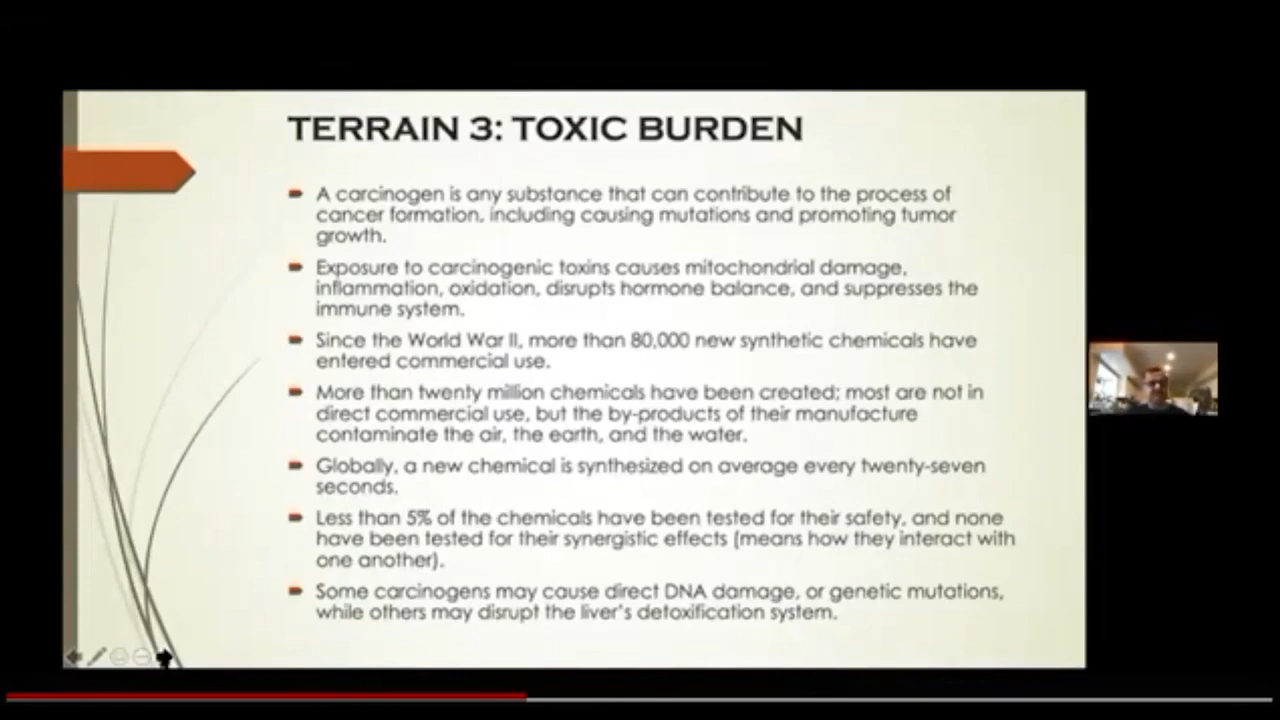 TERRAIN 3: TOXIC BURDEN
A carcinogen is any substance that can contribute to the process of
cancer formation, including causing mutations and promoting tumor
growth.
Exposure to carcinogenic toxins causes mitochondrial damage,
inflammation, oxidation, disrupts hormone balance, and suppresses the
immune system.
Since the World War II, more than 80,000 new synthetic chemicals have
entered commercial use.
More than twenty million chemicals have been created; most are not in
direct commercial use, but the by-products of their manufacture
contaminate the air, the earth, and the water.
Globally, a new chemical is synthesized on average every twenty-seven
seconds.
Less than 5% of the chemicals have been tested for their safety, and none
have been tested for their synergistic effects (means how they interact with
one another).
Some carcinogens may cause direct DNA damage, or genetic mutations,
while others may disrupt the liver's detoxification system.